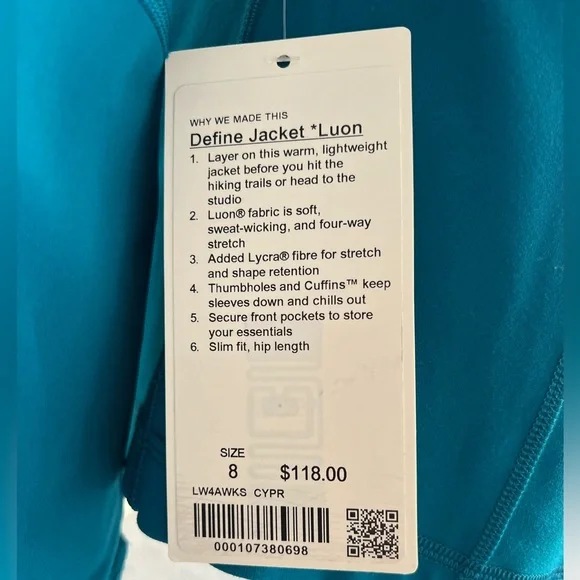 WHY WE MADE THIS
Define Jacket *Luon
1. Layer on this warm, lightweight
jacket before you hit the
hiking trails or head to the
studio
2. Luon® fabric is soft,
sweat-wicking, and four-way
stretch
3. Added Lycra® fibre for stretch
and shape retention
4. Thumbholes and Cuffins™ keep
sleeves down and chills out
5. Secure front pockets to store
your essentials
6. Slim fit, hip length
SIZE
8 $118.00
LW4AWKS CYPR
000107380698